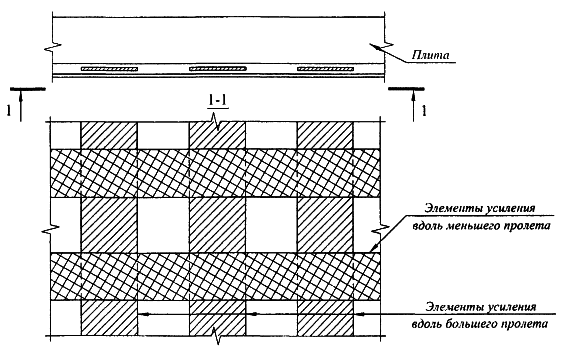 Плита
1
1-1
1
Элементы усиления
вдоль меньшего пролета
Элементы усиления
вдоль большего пролета